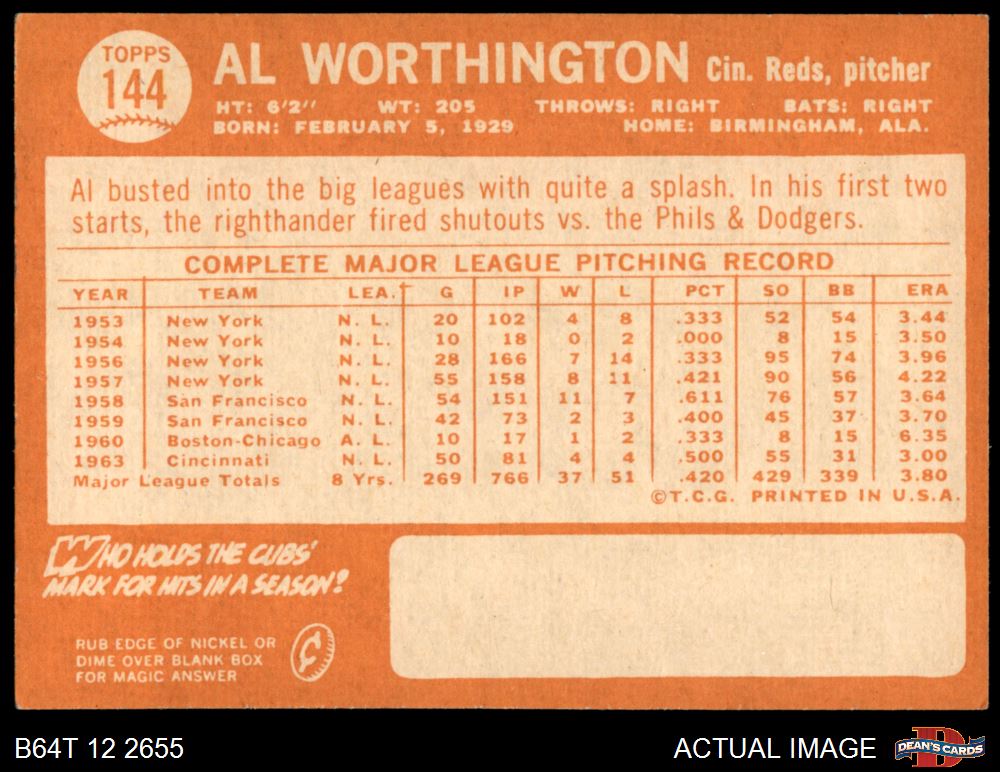 TOPPS
144
AL WORTHINGTON Cin. Reds, pitcher
HT: 6'2" WT: 205 THROWS: RIGHT BATS: RIGHT
BORN: FEBRUARY 5, 1929 HOME: BIRMINGHAM, ALA.
Al busted into the big leagues with quite a splash. In his first two
starts, the righthander fired shutouts vs. the Phils & Dodgers.
COMPLETE MAJOR LEAGUE PITCHING RECORD
YEAR TEAM LEA. G IP W L PCT SO BB ERA
1953 New York N. L. 20 102 4 8 .333 52 54 3.44
1954 New York N. L. 10 18 0 2 .000 8 15 3.50
1956 New York N. L. 28 166 7 14 .333 95 74 3.96
1957 New York N. L. 55 158 8 11 .421 90 56 4.22
1958 San Francisco N. L. 54 151 11 7 .611 76 57 3.64
1959 San Francisco N. L. 42 73 2 3 .400 45 37 3.70
1960 Boston-Chicago A. L. 10 17 1 2 .333 8 15 6.35
1963 Cincinnati N. L. 50 81 4 4 .500 55 31 3.00
Major League Totals 8 Yrs. 269 766 37 51 .420 429 339 3.80
©T.C.G. PRINTED IN U.S.A.
WHO HOLDS THE CUBS'
MARK FOR HITS IN A SEASON?
RUB EDGE OF NICKEL OR
DIME OVER BLANK BOX
FOR MAGIC ANSWER
¢
B64T 12 2655 ACTUAL IMAGE
D
DEAN'S CARDS